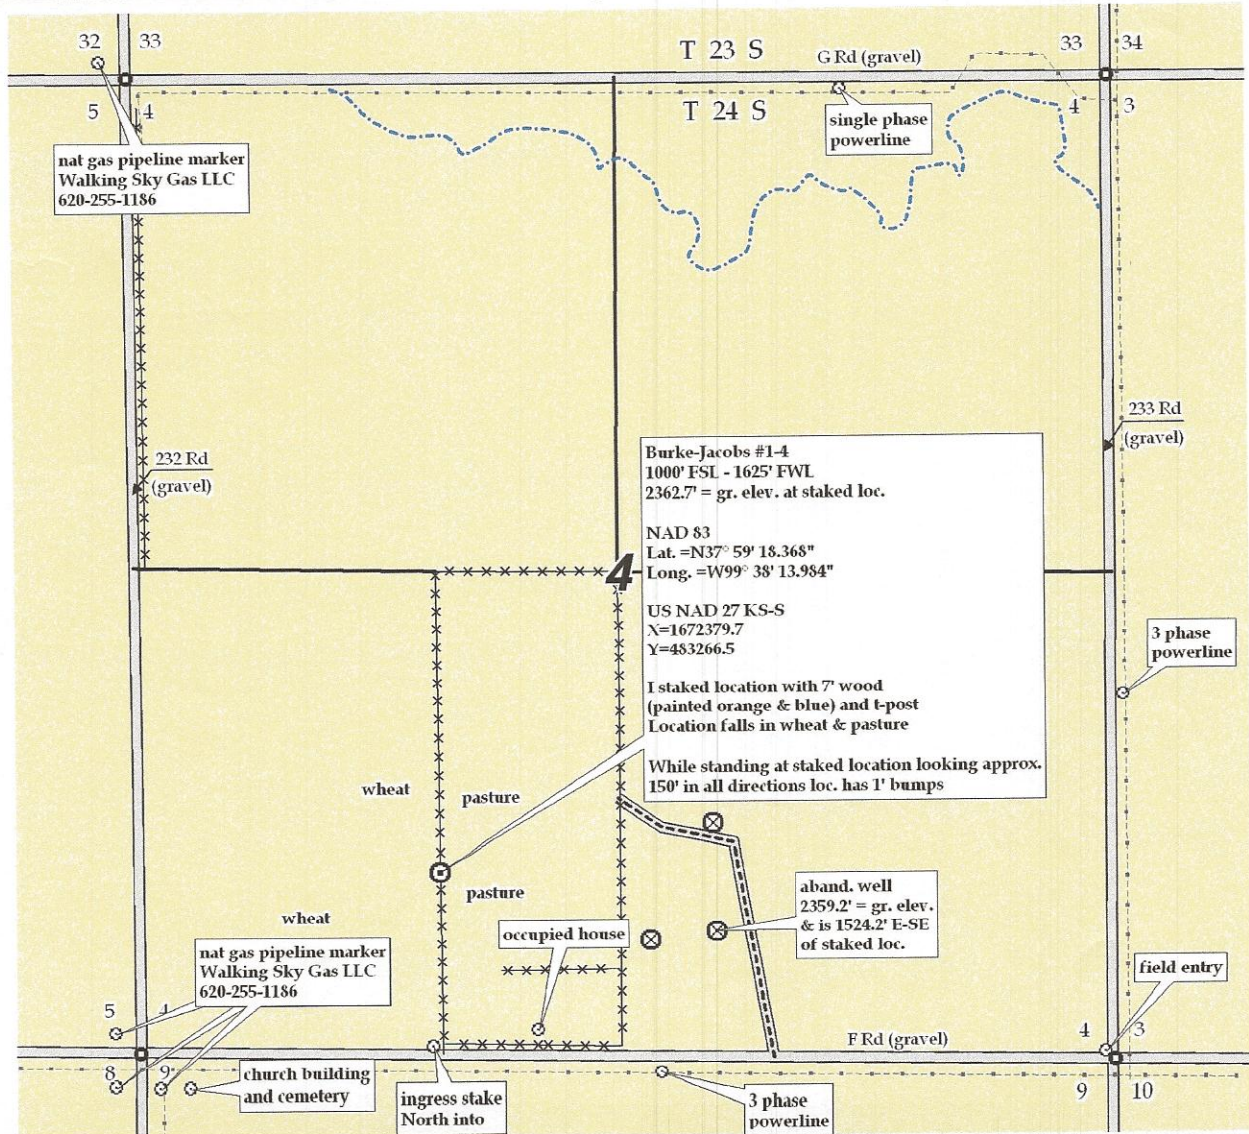 32 33
T 23 S
33 34
G Rd (gravel)
5 4
T 24 S
4 3
single phase
powerline
nat gas pipeline marker
Walking Sky Gas LLC
620-255-1186
233 Rd
(gravel)
232 Rd
(gravel)
Burke-Jacobs #1-4
1000' FSL - 1625' FWL
2362.7' = gr. elev. at staked loc.
NAD 83
Lat. =N37° 59' 18.368"
Long. =W99° 38' 13.984"
US NAD 27 KS-S
X=1672379.7
Y=483266.5
I staked location with 7' wood
(painted orange & blue) and t-post
Location falls in wheat & pasture
While standing at staked location looking approx.
150' in all directions loc. has 1' bumps
4
3 phase
powerline
wheat
pasture
pasture
wheat
aband. well
2359.2' = gr. elev.
& is 1524.2' E-SE
of staked loc.
occupied house
nat gas pipeline marker
Walking Sky Gas LLC
620-255-1186
field entry
5 4
4 3
F Rd (gravel)
8 9
9 10
church building
and cemetery
ingress stake
North into
3 phase
powerline